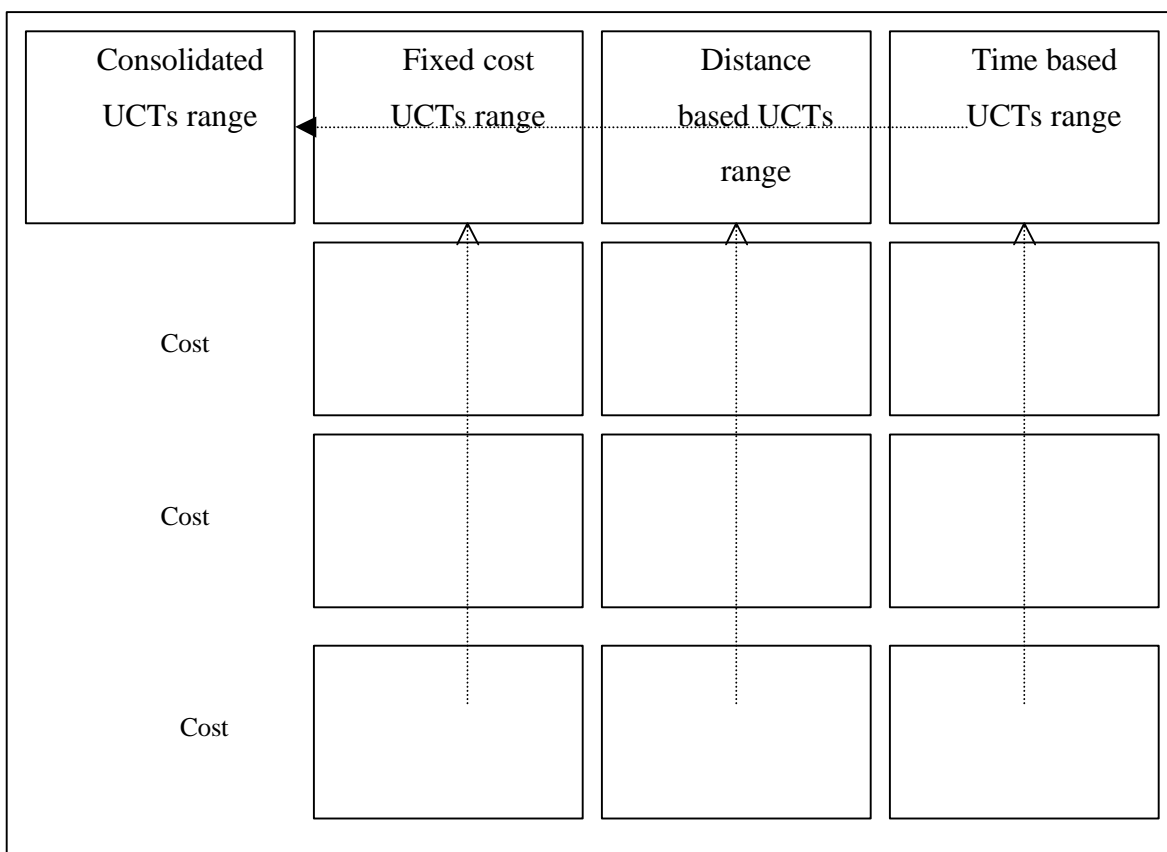 Consolidated
UCTs range
Fixed cost
UCTs range
Distance
based UCTs
range
Time based
UCTs range
Cost
Cost
Cost